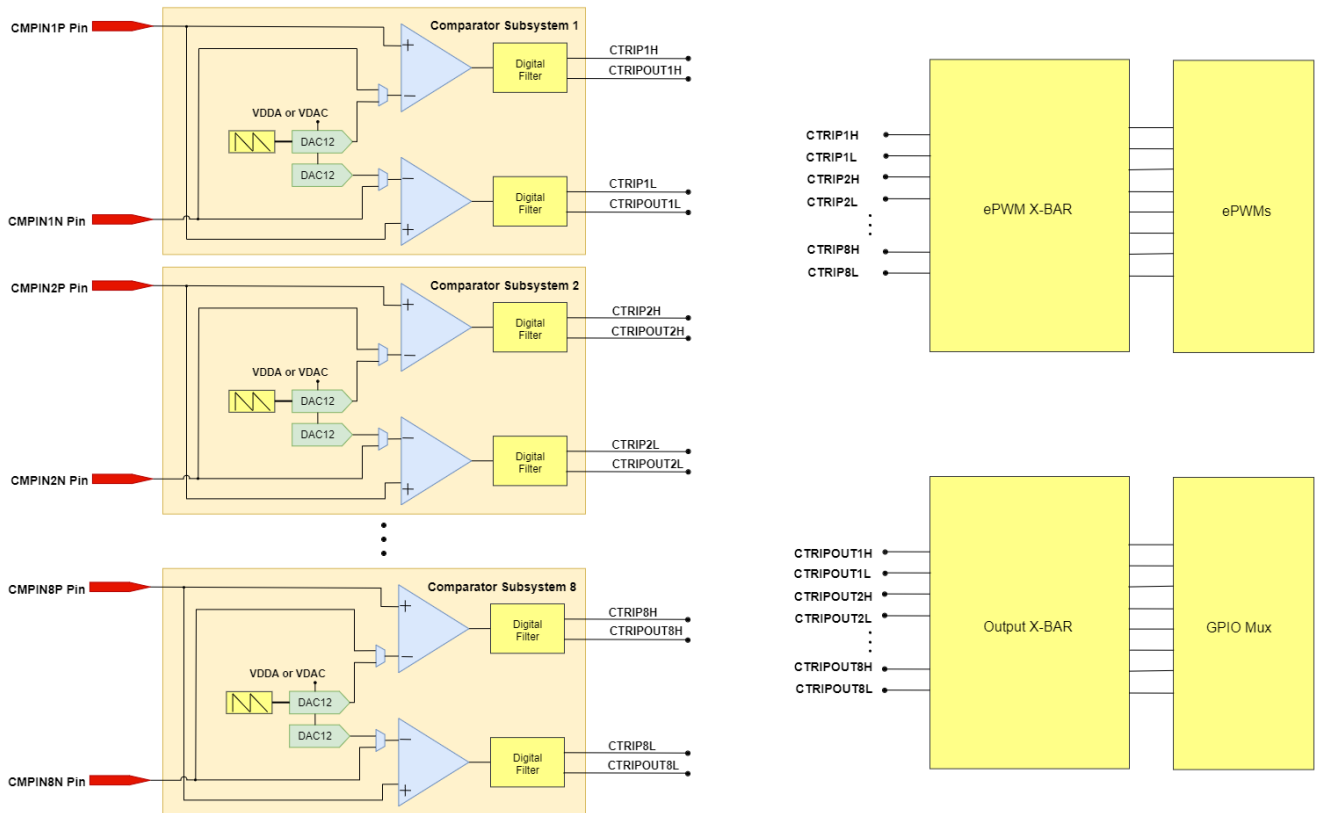 CMPIN1P Pin
Comparator Subsystem 1
CTRIP1H
Digital
Filter
CTRIPOUT1H
VDDA or VDAC
DAC12
DAC12
CTRIP1L
Digital
Filter
CTRIPOUT1L
CMPIN1N Pin
CMPIN2P Pin
Comparator Subsystem 2
CTRIP2H
Digital
Filter
CTRIPOUT2H
VDDA or VDAC
DAC12
DAC12
CTRIP2L
Digital
Filter
CTRIPOUT2L
CMPIN2N Pin
CMPIN8P Pin
Comparator Subsystem 8
CTRIP8H
Digital
Filter
CTRIPOUT8H
VDDA or VDAC
DAC12
DAC12
CTRIP8L
Digital
Filter
CTRIPOUT8L
CMPIN8N Pin
CTRIP1H
CTRIP1L
CTRIP2H
CTRIP2L
CTRIP8H
CTRIP8L
ePWM X-BAR
ePWMs
CTRIPOUT1H
CTRIPOUT1L
CTRIPOUT2H
CTRIPOUT2L
CTRIPOUT8H
CTRIPOUT8L
Output X-BAR
GPIO Mux